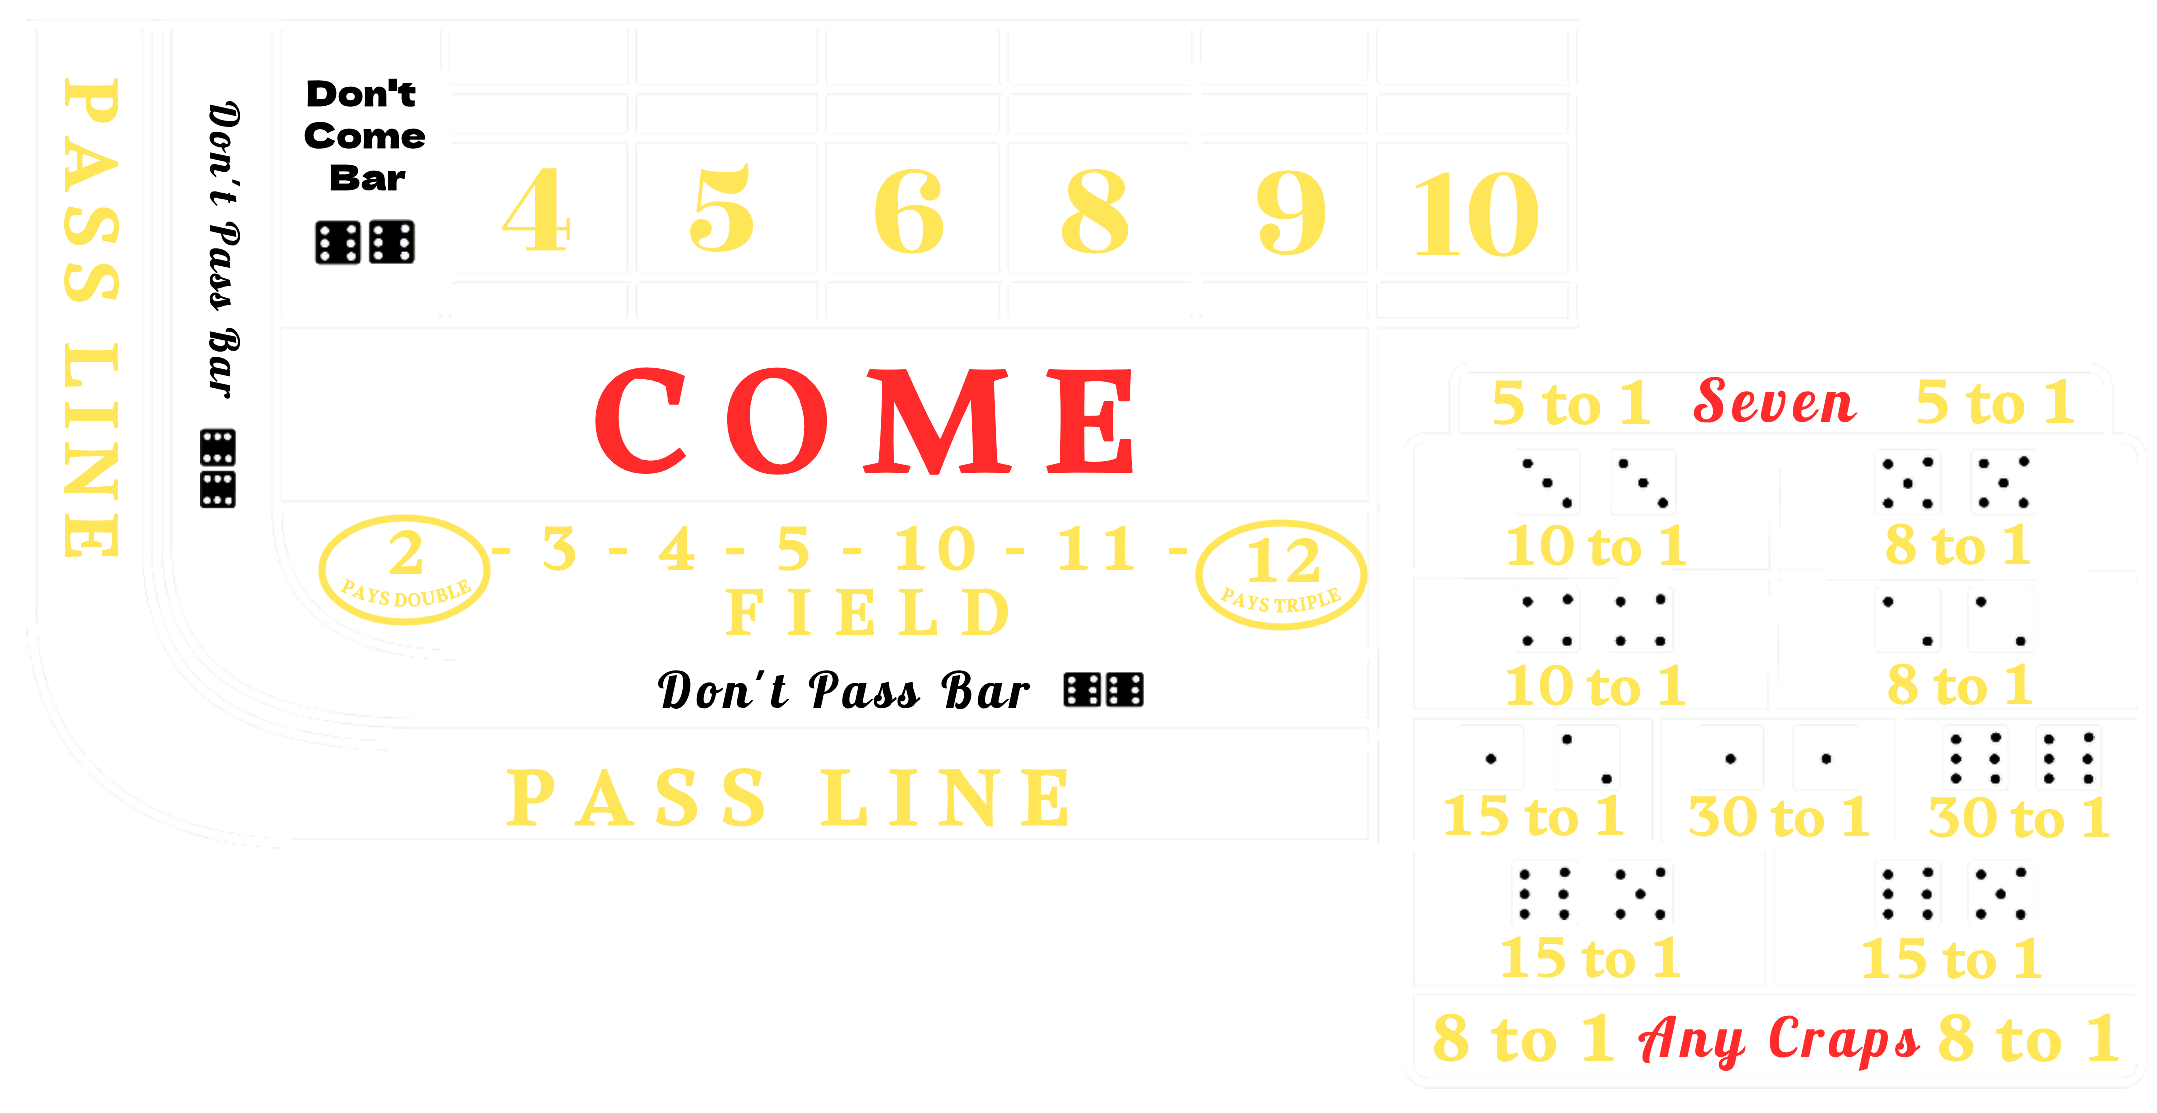 PASS LINE
Don't Pass Bar
Don't
Come
Bar
4 5 6 8 9 10
COME
2 - 3 - 4 - 5 - 10 - 11 - 12
PAYS DOUBLE
PAYS TRIPLE
FIELD
Don't Pass Bar
PASS LINE
5 to 1 Seven 5 to 1
10 to 1 8 to 1
10 to 1 8 to 1
15 to 1 30 to 1 30 to 1
15 to 1 15 to 1
8 to 1 Any Craps 8 to 1